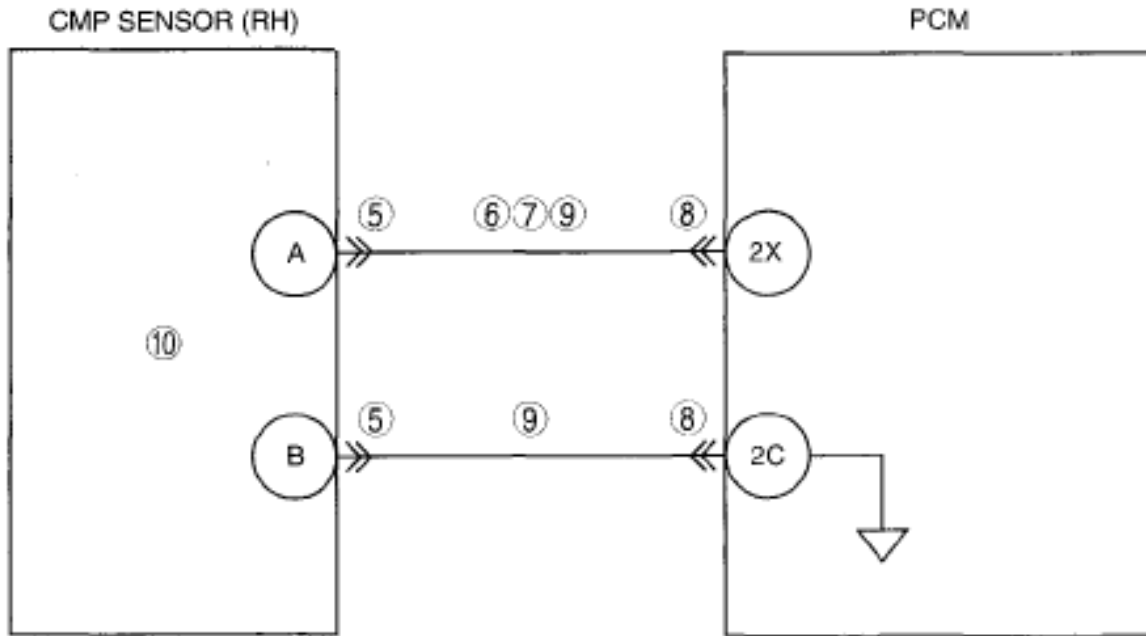 CMP SENSOR (RH)
PCM
⑤ ⑥⑦⑨ ⑧
A 2X
⑩
⑤ ⑨ ⑧
B 2C